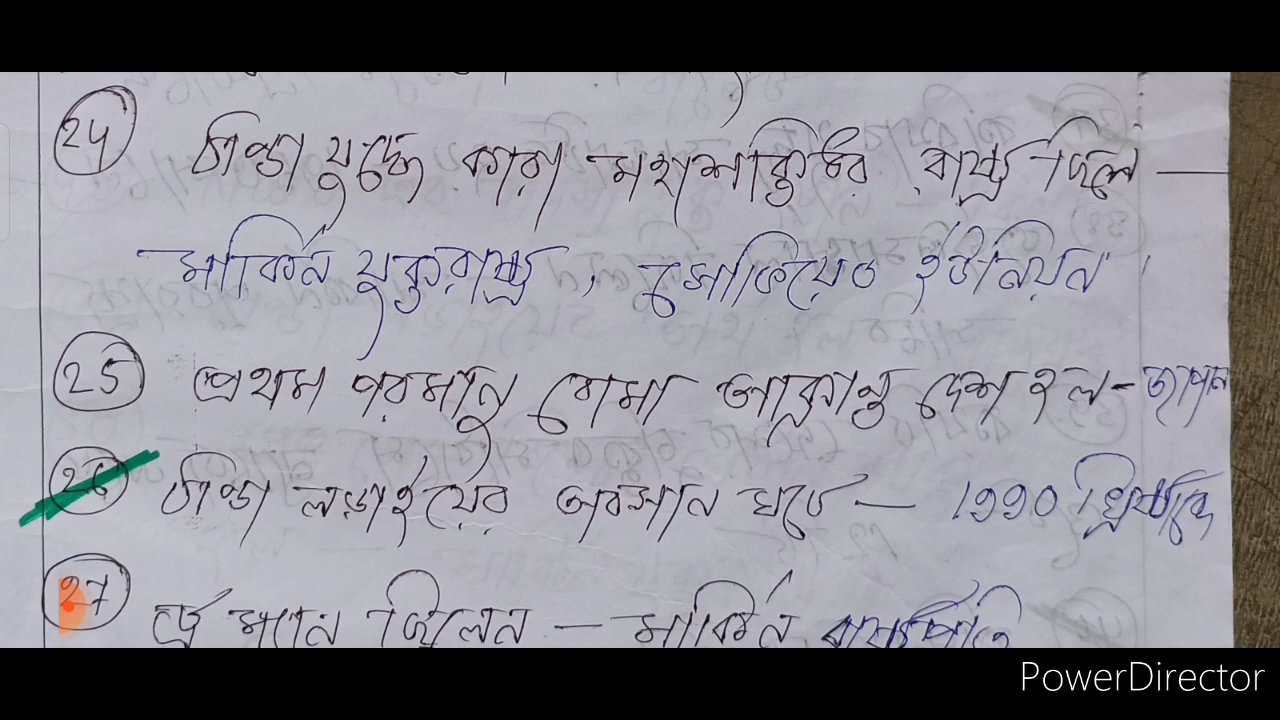 24 ঠান্ডা যুদ্ধে কারা মহাশক্তিধর রাষ্ট্র ছিল —
মার্কিন যুক্তরাষ্ট্র, সোভিয়েত ইউনিয়ন।
25 প্রথম পরমানু বোমা আক্রান্ত দেশ হল - জাপান
26 ঠান্ডা লড়াইয়ের অবসান ঘটে — 1990 খ্রিস্টাব্দে
27 ট্রুম্যান ছিলেন — মার্কিন রাষ্ট্রপতি
PowerDirector